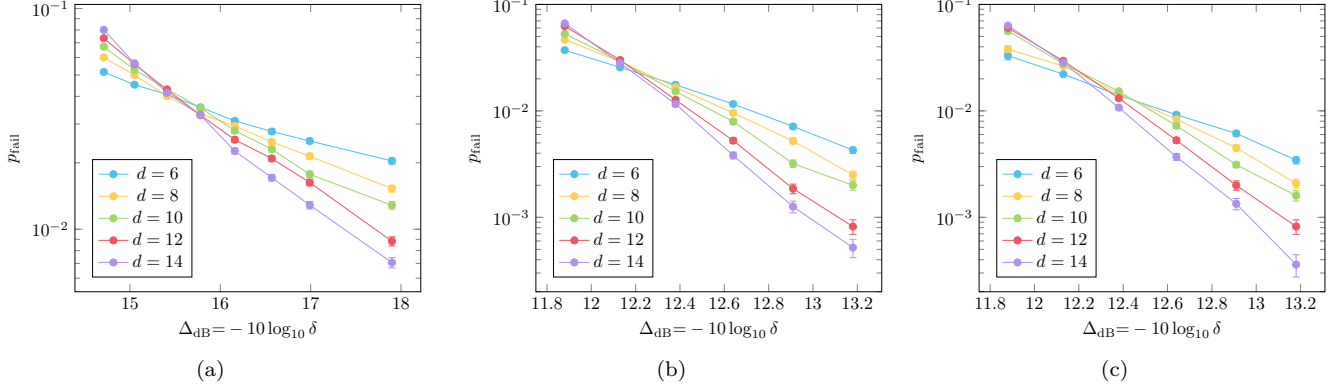 10⁻¹
10⁻²
p_fail
d = 6
d = 8
d = 10
d = 12
d = 14
15 16 17 18
Δ_dB = − 10 log₁₀ δ
(a)
10⁻¹
10⁻²
10⁻³
p_fail
d = 6
d = 8
d = 10
d = 12
d = 14
11.8 12 12.2 12.4 12.6 12.8 13 13.2
Δ_dB = − 10 log₁₀ δ
(b)
10⁻¹
10⁻²
10⁻³
p_fail
d = 6
d = 8
d = 10
d = 12
d = 14
11.8 12 12.2 12.4 12.6 12.8 13 13.2
Δ_dB = − 10 log₁₀ δ
(c)